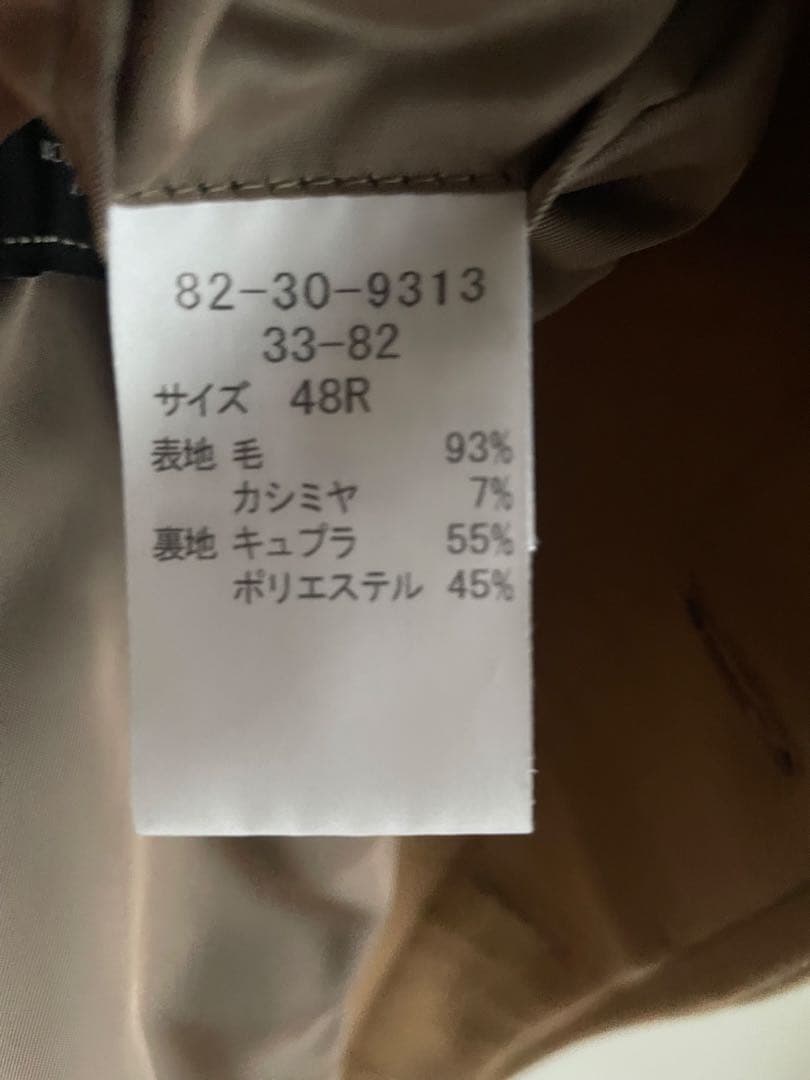 82-30-9313
33-82
サイズ 48R
表地 毛 93%
カシミヤ 7%
裏地 キュプラ 55%
ポリエステル 45%